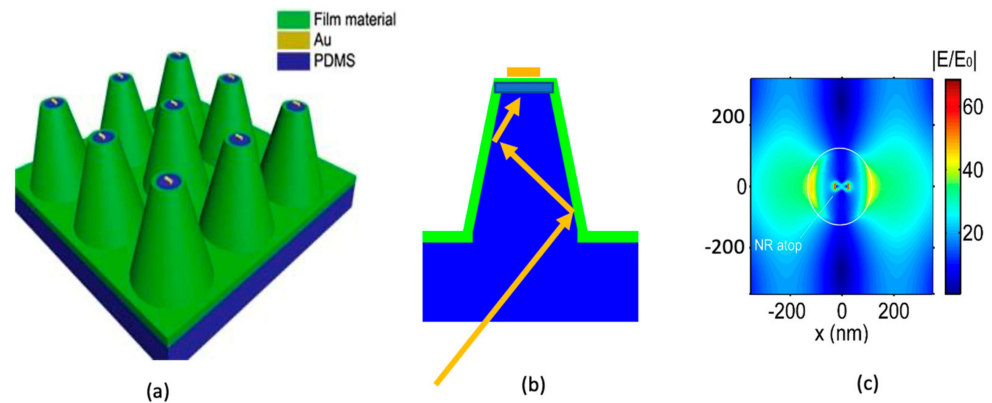 Film material
Au
PDMS
|E/E₀|
200
0
-200
NR atop
-200
0
200
x (nm)
60
40
20
(a)
(b)
(c)